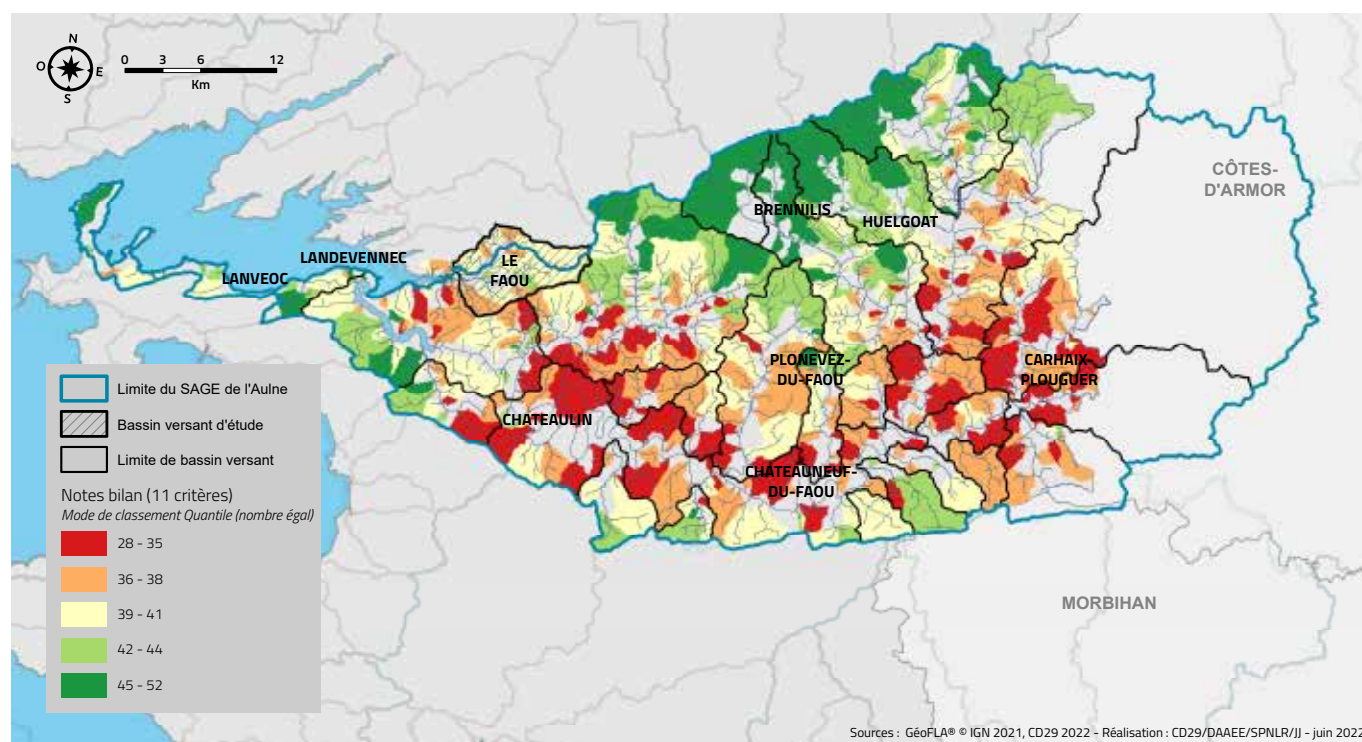 N
O E
S
0 3 6 12
Km
CÔTES-
D'ARMOR
BRENNILIS
HUELGOAT
LANDEVENNEC
LE
FAOU
LANVEOC
PLONEVEZ-
DU-FAOU
CARHAIX-
PLOUGUER
CHATEAULIN
CHATEAUNEUF-
DU-FAOU
MORBIHAN
Limite du SAGE de l'Aulne
Bassin versant d'étude
Limite de bassin versant
Notes bilan (11 critères)
Mode de classement Quantile (nombre égal)
28 - 35
36 - 38
39 - 41
42 - 44
45 - 52
Sources : GéoFLA® © IGN 2021, CD29 2022 - Réalisation : CD29/DAAEE/SPNLR/JJ - juin 2022